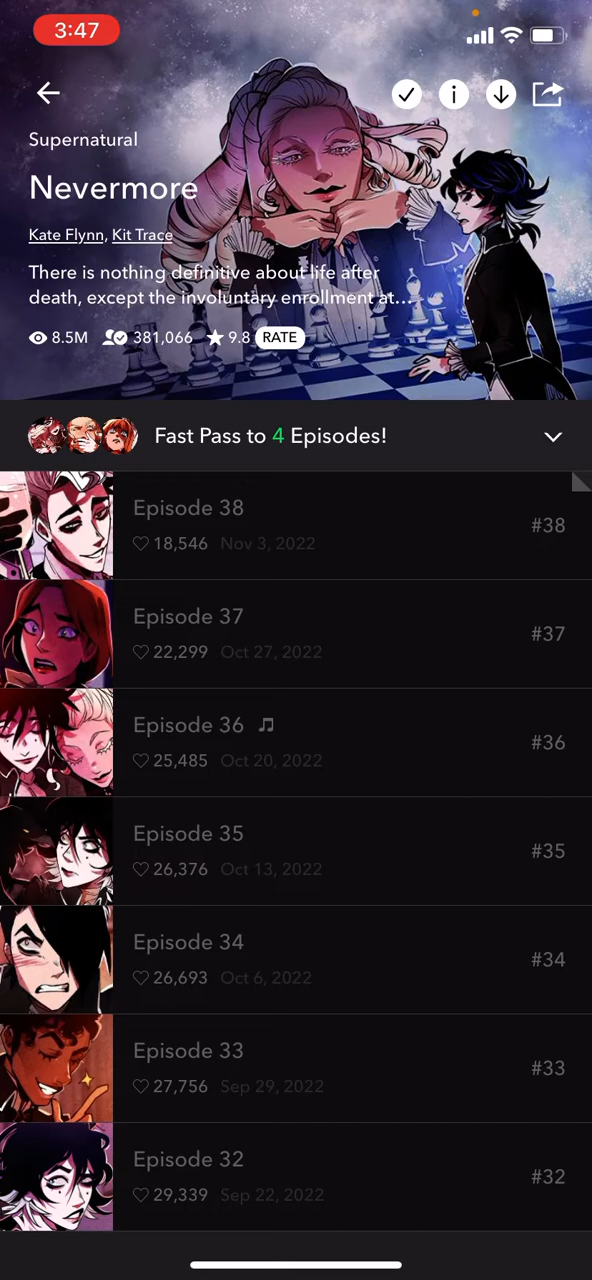 3:47
Supernatural
Nevermore
Kate Flynn, Kit Trace
There is nothing definitive about life after
death, except the involuntary enrollment at...
8.5M 381,066 9.8 RATE
Fast Pass to 4 Episodes!
Episode 38
18,546 Nov 3, 2022
#38
Episode 37
22,299 Oct 27, 2022
#37
Episode 36
25,485 Oct 20, 2022
#36
Episode 35
26,376 Oct 13, 2022
#35
Episode 34
26,693 Oct 6, 2022
#34
Episode 33
27,756 Sep 29, 2022
#33
Episode 32
29,339 Sep 22, 2022
#32